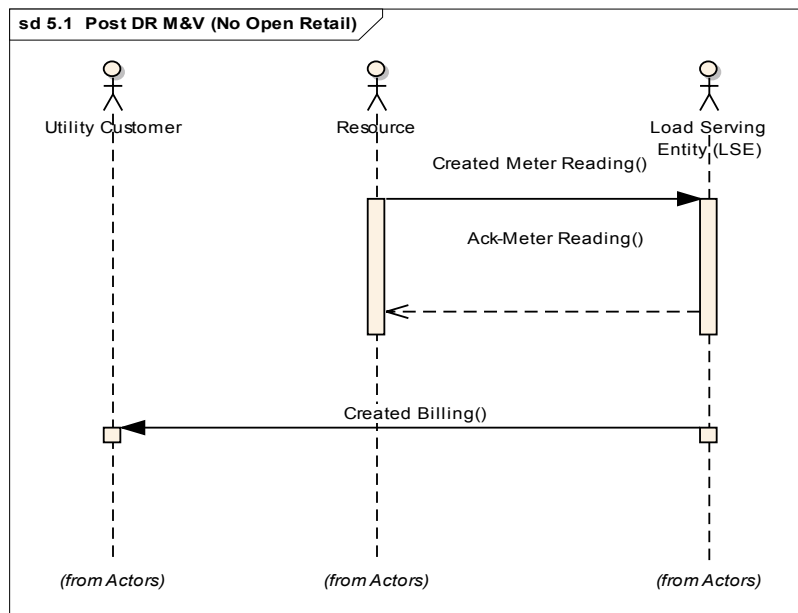 sd 5.1 Post DR M&V (No Open Retail)
Utility Customer
Resource
Load Serving
Entity (LSE)
Created Meter Reading()
Ack-Meter Reading()
Created Billing()
(from Actors)
(from Actors)
(from Actors)